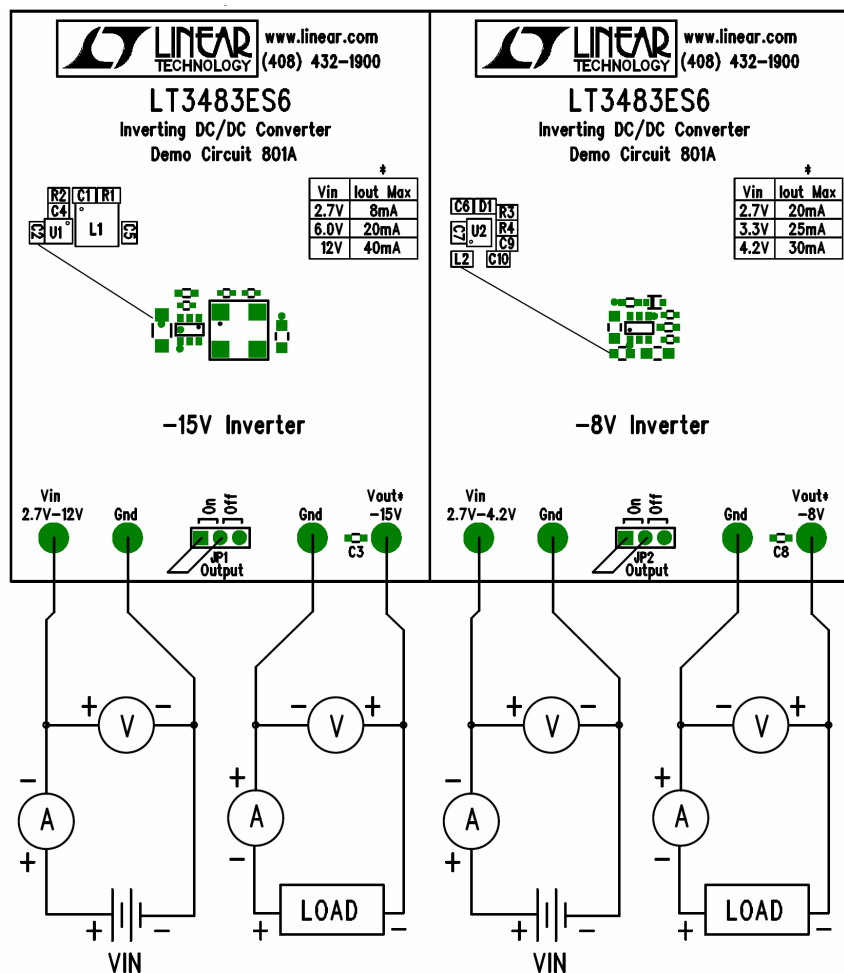 LT LINEAR TECHNOLOGY
www.linear.com
(408) 432-1900
LT3483ES6
Inverting DC/DC Converter
Demo Circuit 801A
*
Vin Iout Max
2.7V 8mA
6.0V 20mA
12V 40mA
R2 C1 R1
C4
C2 U1 L1 C5
-15V Inverter
Vin
2.7V-12V
Gnd
On Off
JP1
Output
Gnd
C3
Vout*
-15V
LT LINEAR TECHNOLOGY
www.linear.com
(408) 432-1900
LT3483ES6
Inverting DC/DC Converter
Demo Circuit 801A
*
Vin Iout Max
2.7V 20mA
3.3V 25mA
4.2V 30mA
C6 D1 R3
C7 U2 R4
C9
L2 C10
-8V Inverter
Vin
2.7V-4.2V
Gnd
On Off
JP2
Output
Gnd
C8
Vout*
-8V
+ V -
- V +
+ V -
- V +
-
A
+
+
A
-
-
A
+
+
A
-
+ -
VIN
+ LOAD -
+ -
VIN
+ LOAD -